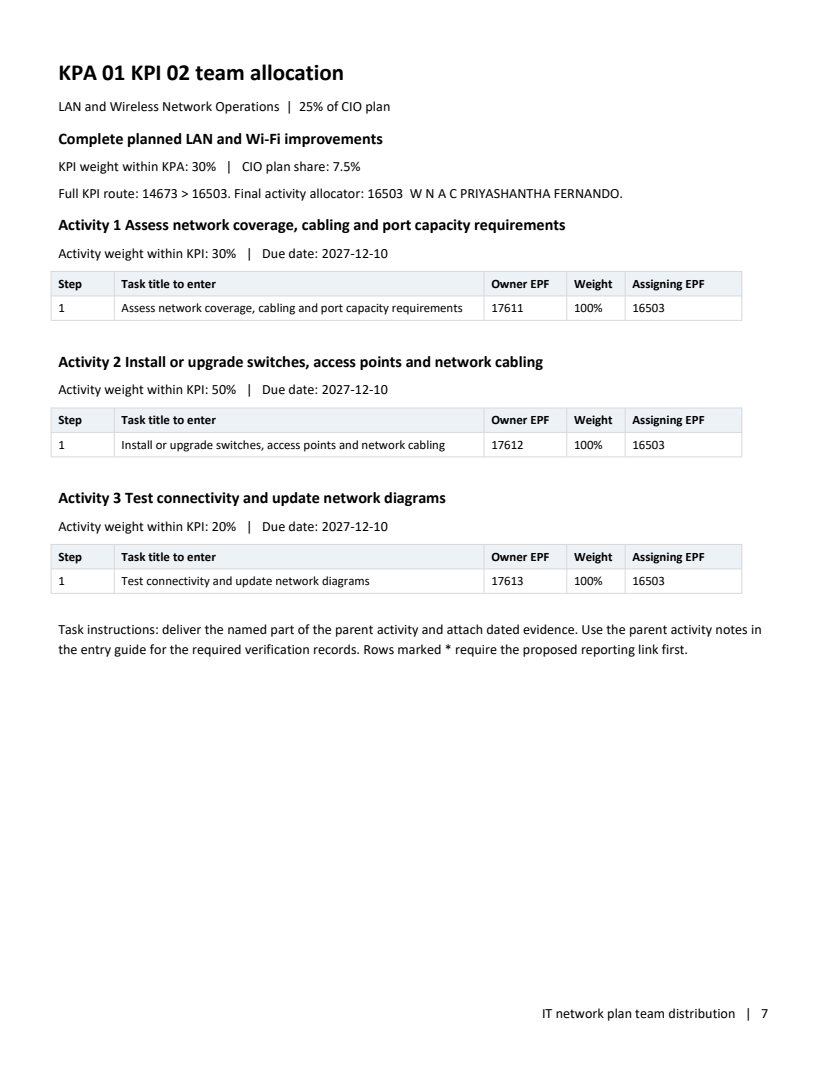 KPA 01 KPI 02 team allocation
LAN and Wireless Network Operations | 25% of CIO plan
Complete planned LAN and Wi-Fi improvements
KPI weight within KPA: 30% | CIO plan share: 7.5%
Full KPI route: 14673 > 16503. Final activity allocator: 16503 W N A C PRIYASHANTHA FERNANDO.
Activity 1 Assess network coverage, cabling and port capacity requirements
Activity weight within KPI: 30% | Due date: 2027-12-10
Step Task title to enter Owner EPF Weight Assigning EPF
1 Assess network coverage, cabling and port capacity requirements 17611 100% 16503
Activity 2 Install or upgrade switches, access points and network cabling
Activity weight within KPI: 50% | Due date: 2027-12-10
Step Task title to enter Owner EPF Weight Assigning EPF
1 Install or upgrade switches, access points and network cabling 17612 100% 16503
Activity 3 Test connectivity and update network diagrams
Activity weight within KPI: 20% | Due date: 2027-12-10
Step Task title to enter Owner EPF Weight Assigning EPF
1 Test connectivity and update network diagrams 17613 100% 16503
Task instructions: deliver the named part of the parent activity and attach dated evidence. Use the parent activity notes in
the entry guide for the required verification records. Rows marked * require the proposed reporting link first.
IT network plan team distribution | 7